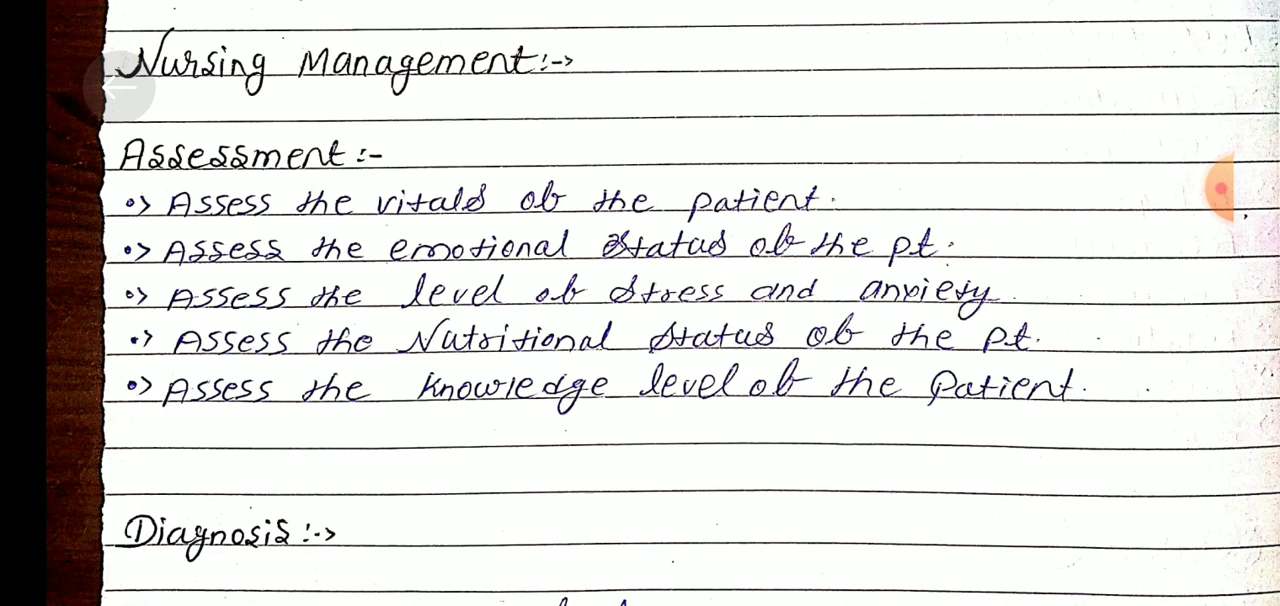 Nursing Management:->
Assessment :-
•> Assess the vitals of the patient.
•> Assess the emotional status of the pt.
•> Assess the level of stress and anxiety.
•> Assess the Nutritional status of the pt.
•> Assess the knowledge level of the Patient.
Diagnosis :->